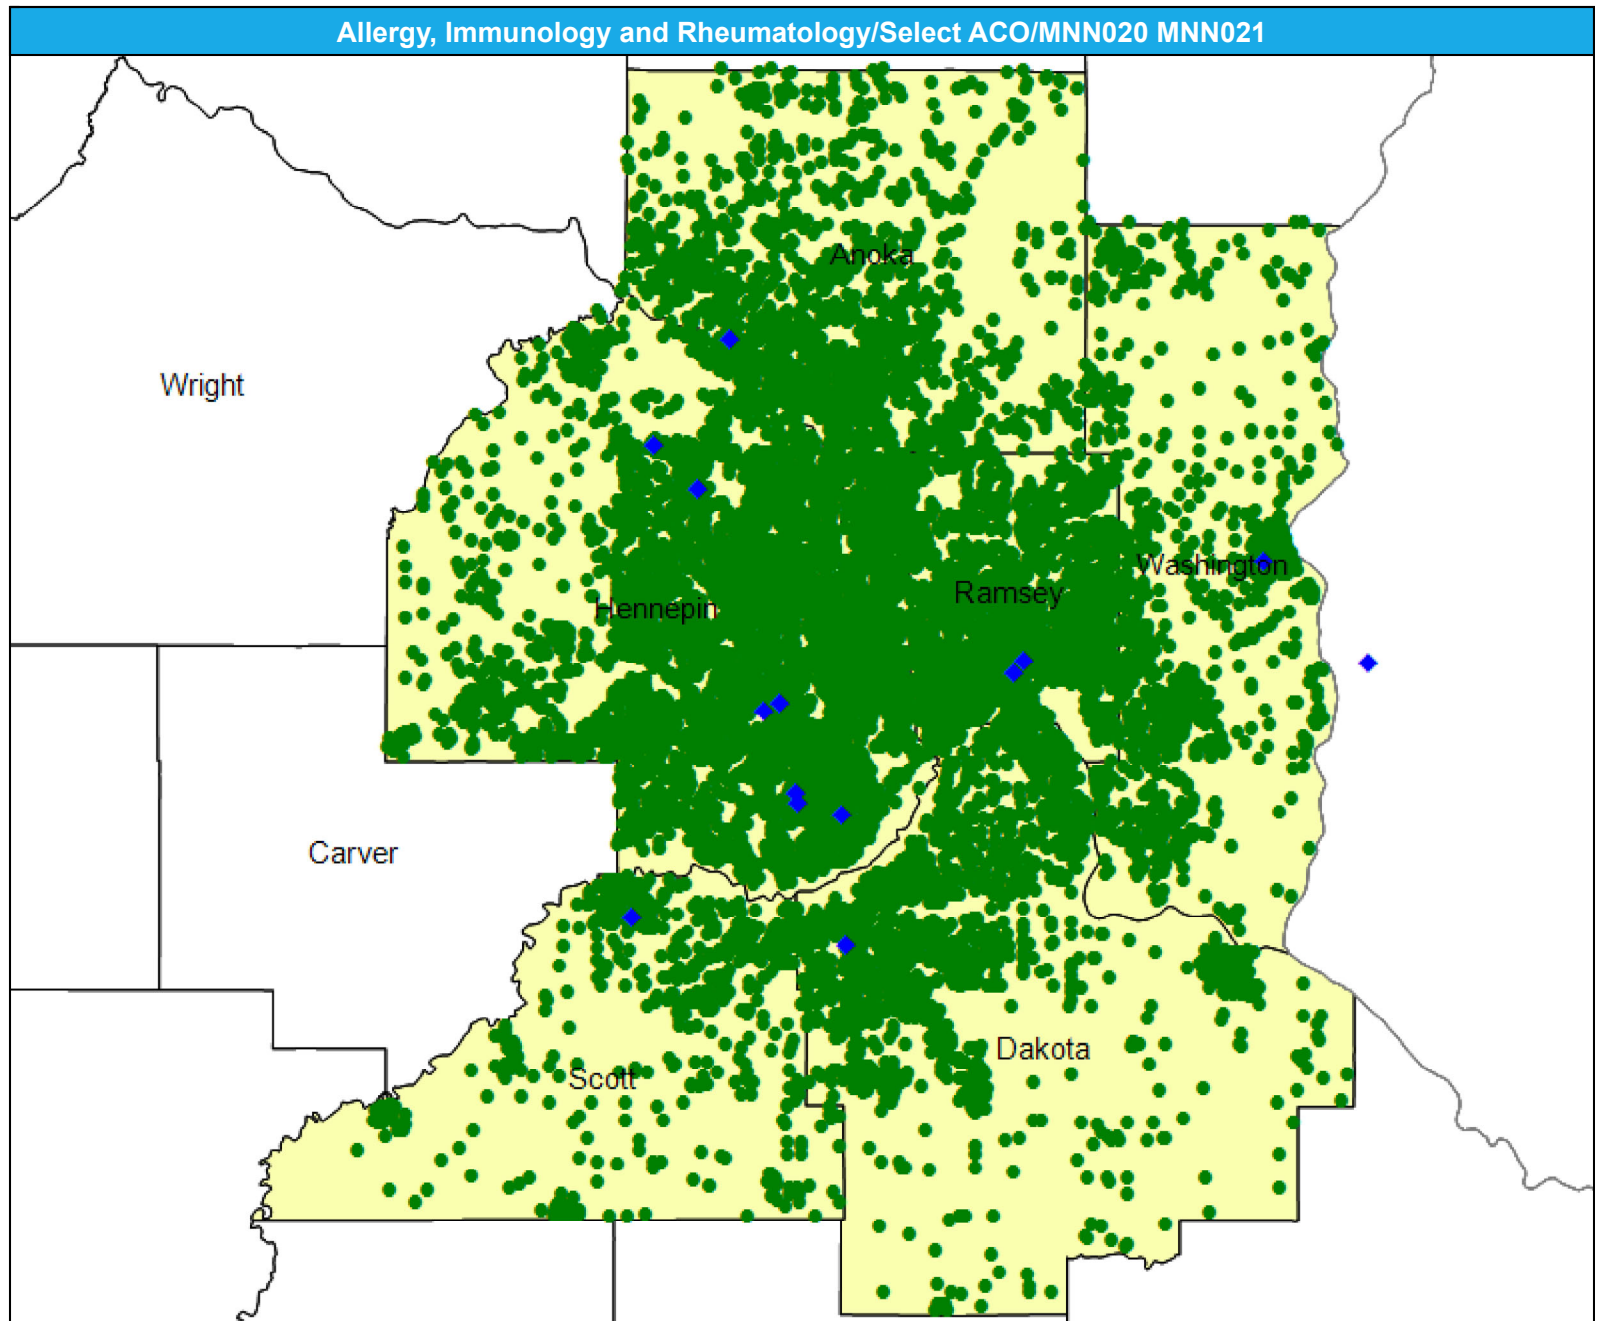 Allergy, Immunology and Rheumatology/Select ACO/MNN020 MNN021
Anoka
Wright
Washington
Ramsey
Hennepin
Carver
Dakota
Scott